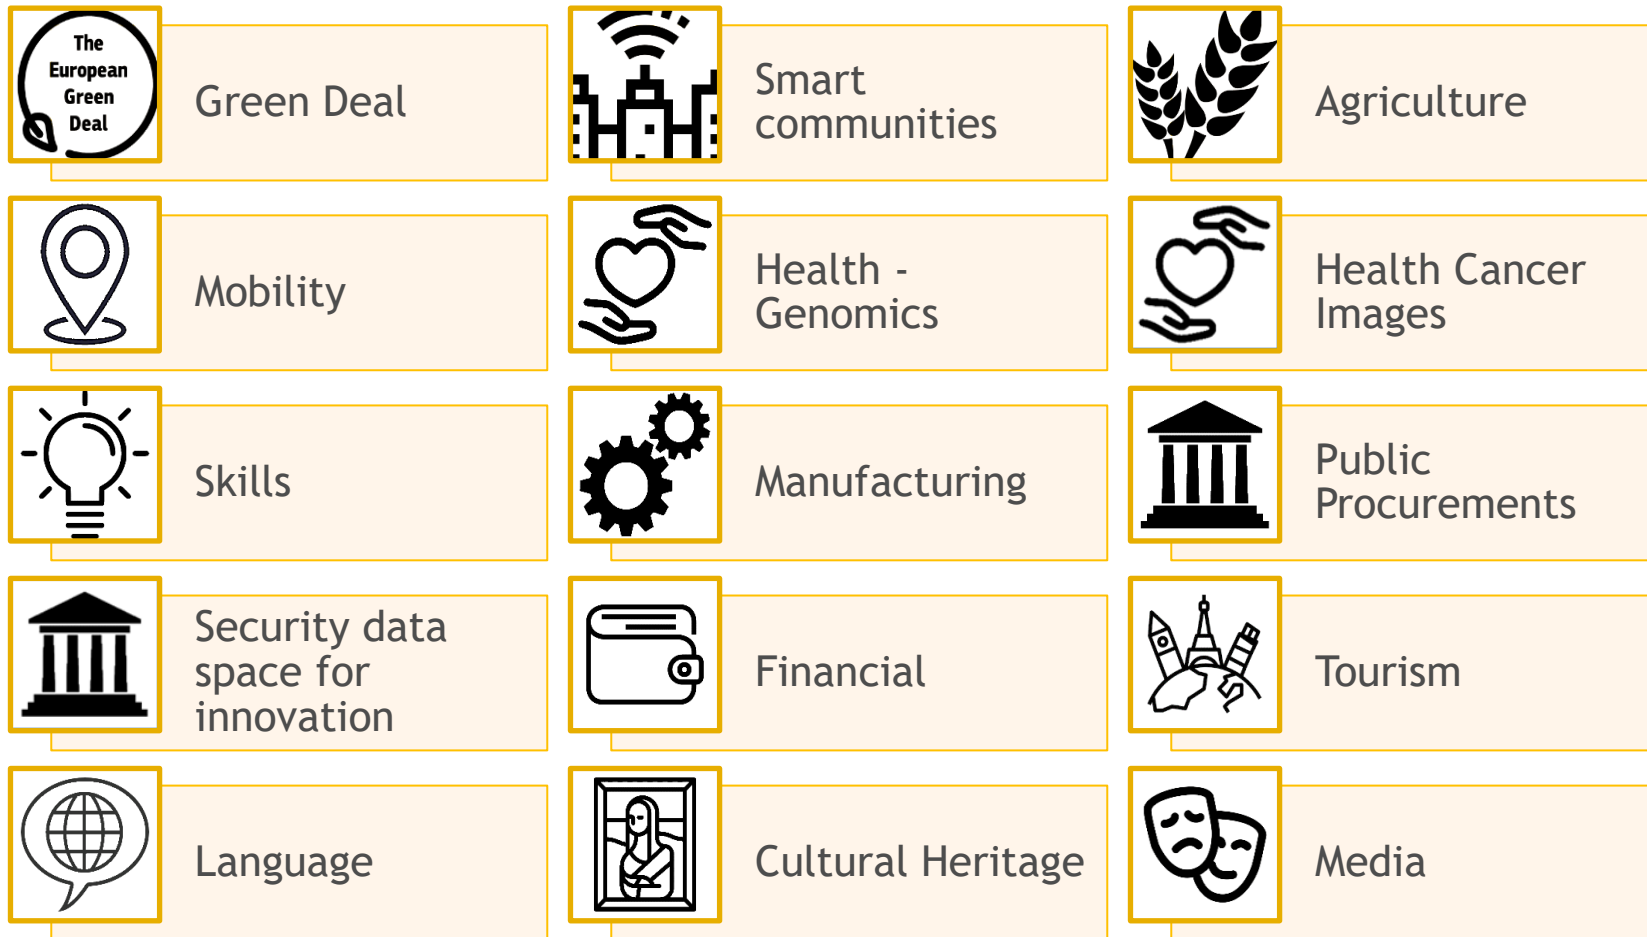 The
European
Green
Deal
Green Deal
Smart
communities
Agriculture
Mobility
Health -
Genomics
Health Cancer
Images
Skills
Manufacturing
Public
Procurements
Security data
space for
innovation
Financial
Tourism
Language
Cultural Heritage
Media